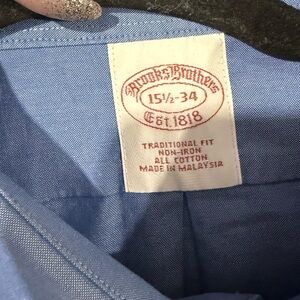 Brooks Brothers
15½-34
Est. 1818
TRADITIONAL FIT
NON-IRON
ALL COTTON
MADE IN MALAYSIA